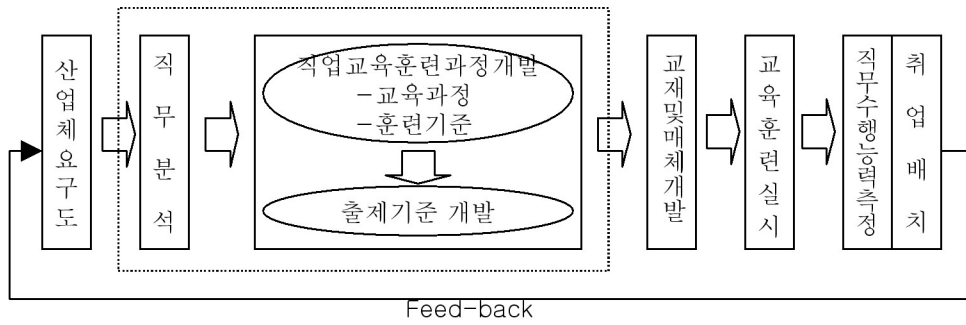 산업체요구도
직무분석
직업교육훈련과정개발
-교육과정
-훈련기준
출제기준 개발
교재및매체개발
교육훈련실시
직무수행능력측정
취업배치
Feed-back